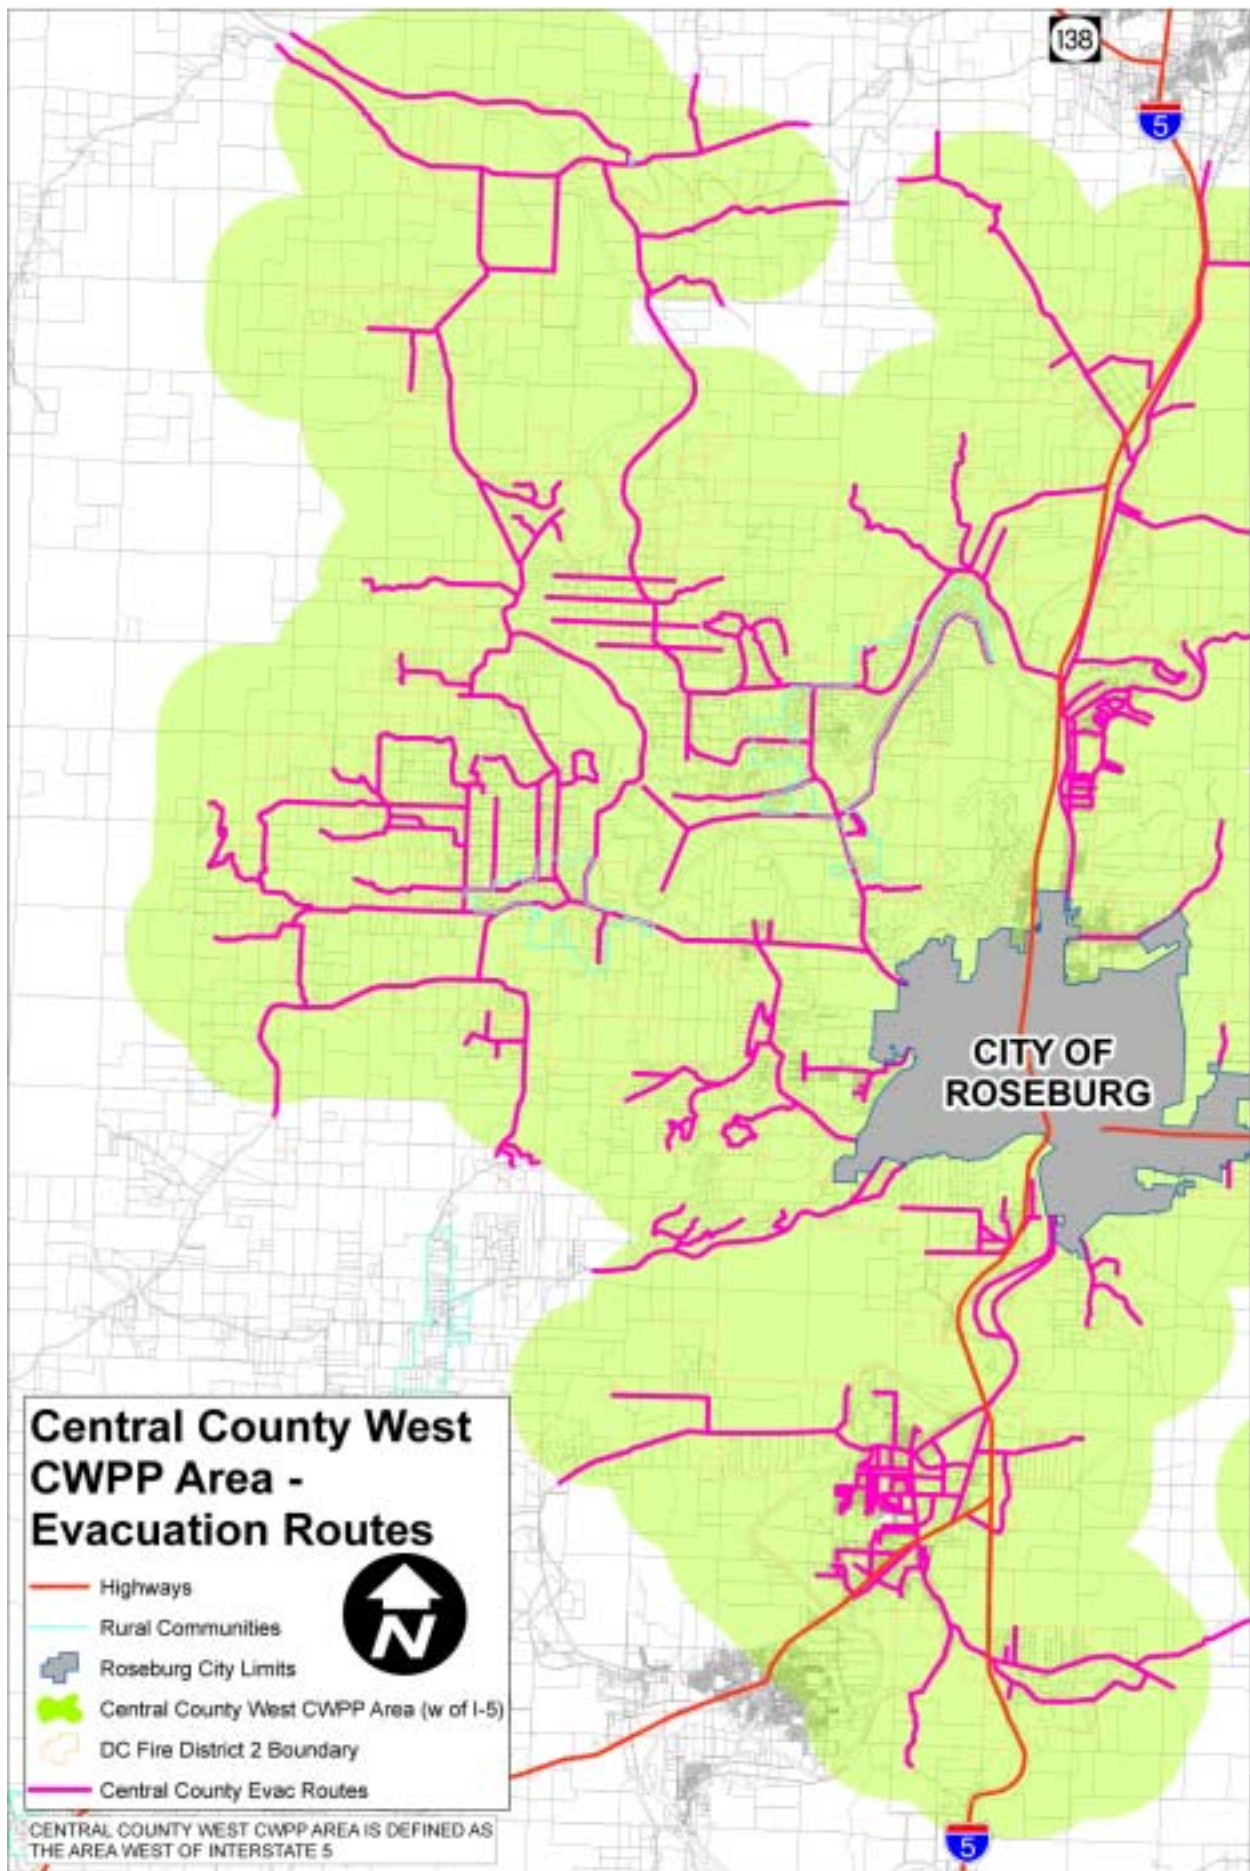 138
5
CITY OF
ROSEBURG
Central County West
CWPP Area -
Evacuation Routes
Highways
Rural Communities
Roseburg City Limits
Central County West CWPP Area (w of I-5)
DC Fire District 2 Boundary
Central County Evac Routes
N
CENTRAL COUNTY WEST CWPP AREA IS DEFINED AS
THE AREA WEST OF INTERSTATE 5
5